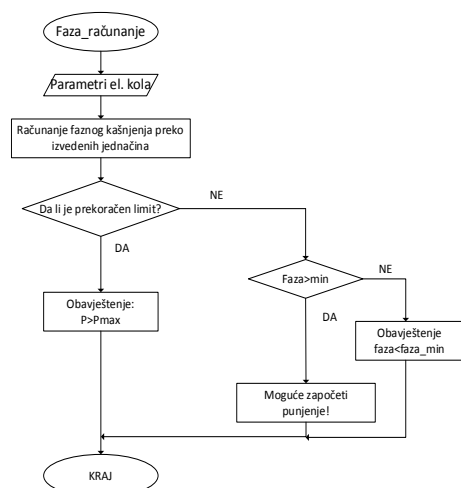 Faza_računanje
Parametri el. kola
Računanje faznog kašnjenja preko
izvedenih jednačina
Da li je prekoračen limit?
NE
DA
Faza>min
NE
Obavještenje:
P>Pmax
DA
Obavještenje
faza<faza_min
Moguće započeti
punjenje!
KRAJ